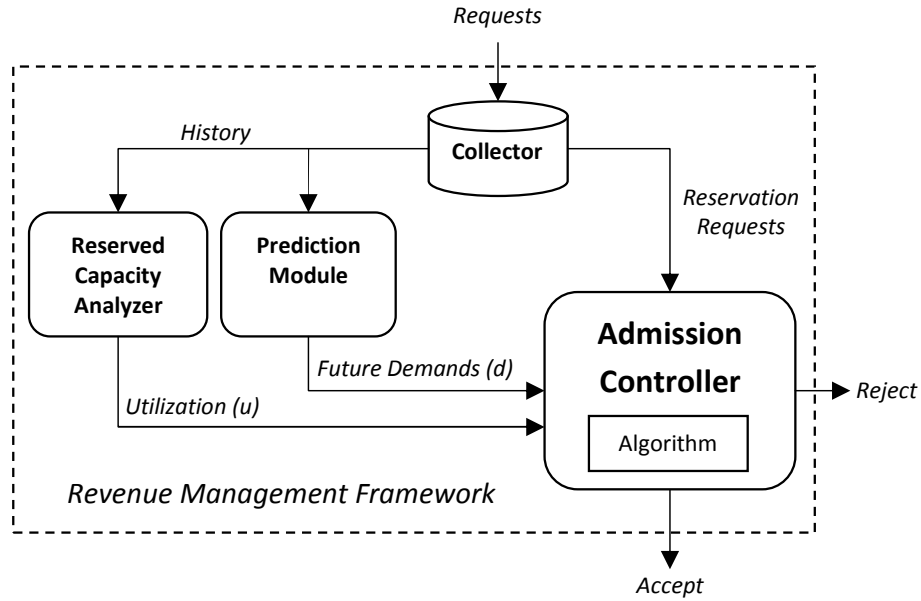 Requests
History
Collector
Reservation
Requests
Reserved
Capacity
Analyzer
Prediction
Module
Admission
Controller
Future Demands (d)
Reject
Utilization (u)
Algorithm
Revenue Management Framework
Accept